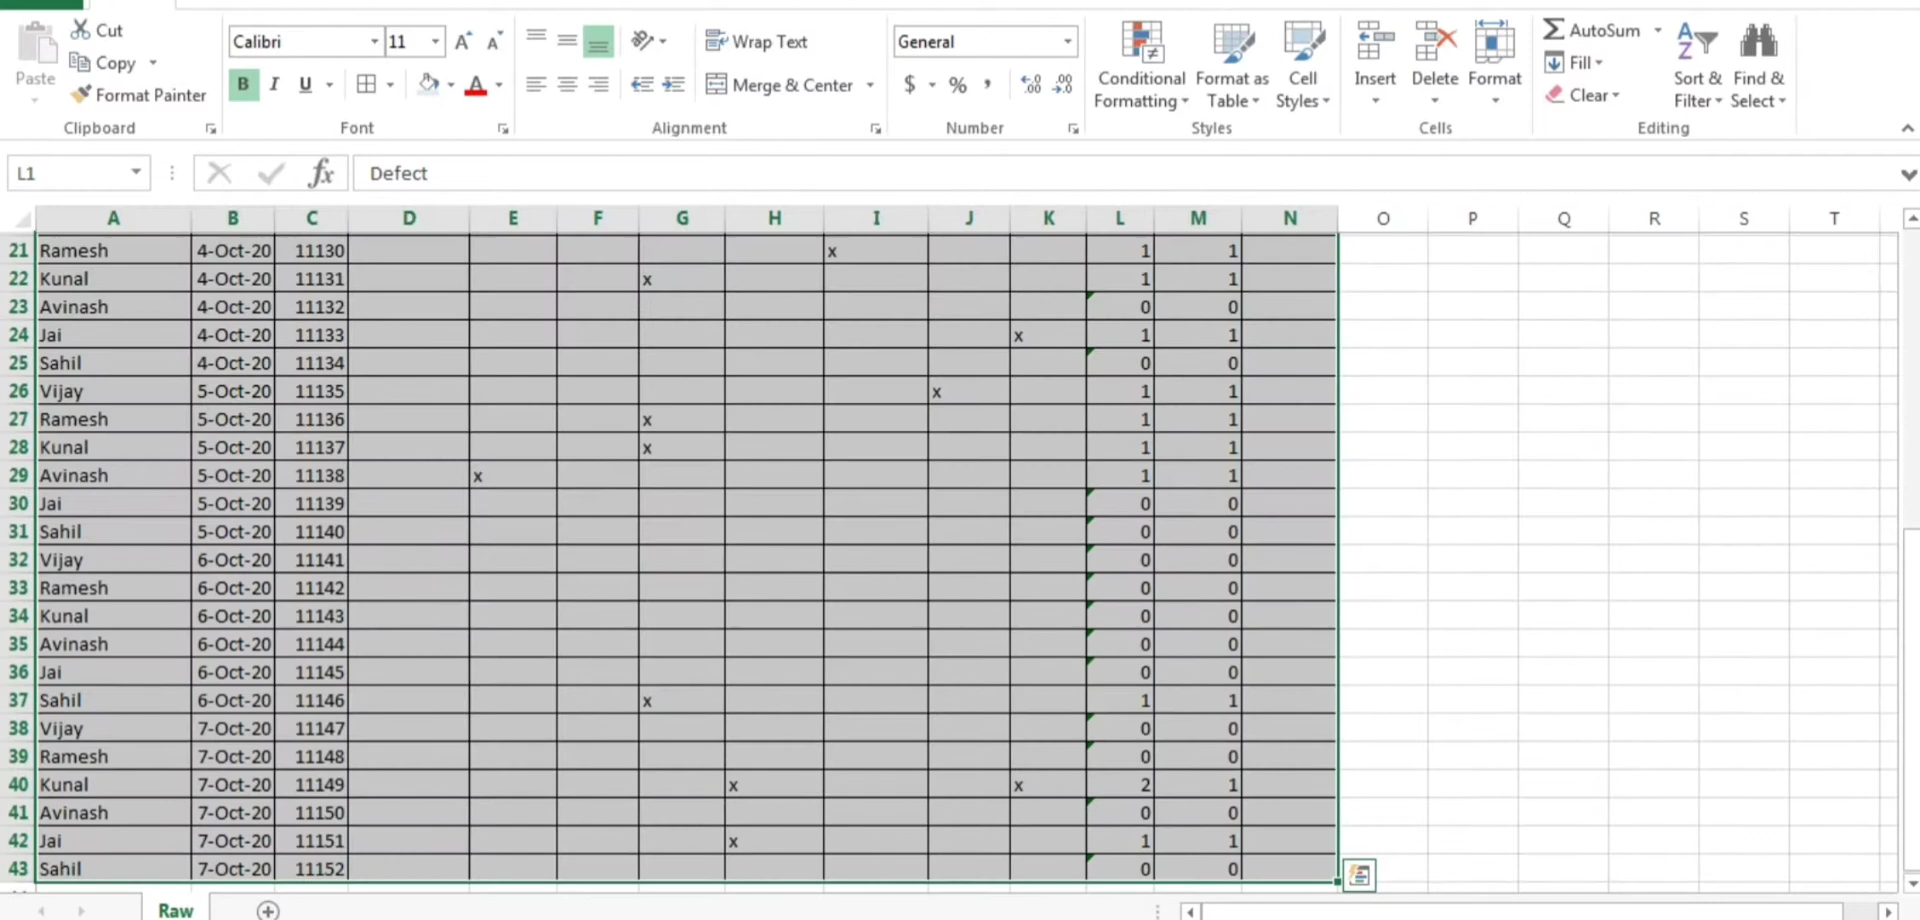 Cut
Copy
Format Painter
Paste
Clipboard
Calibri 11 A A
B I U A
Font
Wrap Text
Merge & Center
Alignment
General
$ % ,
Number
Conditional Formatting
Format as Table
Cell Styles
Styles
Insert
Delete
Format
Cells
AutoSum
Fill
Clear
Sort & Filter
Find & Select
Editing
L1 fx Defect
A B C D E F G H I J K L M N O P Q R S T
21 Ramesh 4-Oct-20 11130 x 1 1
22 Kunal 4-Oct-20 11131 x 1 1
23 Avinash 4-Oct-20 11132 0 0
24 Jai 4-Oct-20 11133 x 1 1
25 Sahil 4-Oct-20 11134 0 0
26 Vijay 5-Oct-20 11135 x 1 1
27 Ramesh 5-Oct-20 11136 x 1 1
28 Kunal 5-Oct-20 11137 x 1 1
29 Avinash 5-Oct-20 11138 x 1 1
30 Jai 5-Oct-20 11139 0 0
31 Sahil 5-Oct-20 11140 0 0
32 Vijay 6-Oct-20 11141 0 0
33 Ramesh 6-Oct-20 11142 0 0
34 Kunal 6-Oct-20 11143 0 0
35 Avinash 6-Oct-20 11144 0 0
36 Jai 6-Oct-20 11145 0 0
37 Sahil 6-Oct-20 11146 x 1 1
38 Vijay 7-Oct-20 11147 0 0
39 Ramesh 7-Oct-20 11148 0 0
40 Kunal 7-Oct-20 11149 x x 2 1
41 Avinash 7-Oct-20 11150 0 0
42 Jai 7-Oct-20 11151 x 1 1
43 Sahil 7-Oct-20 11152 0 0
Raw